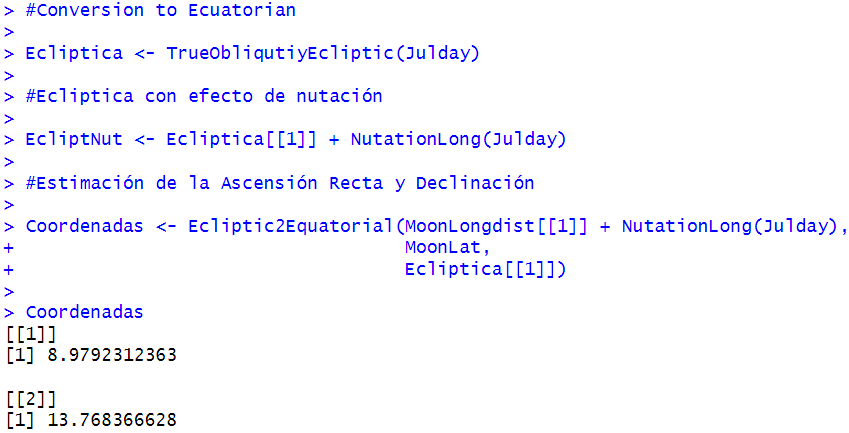 > #Conversion to Ecuatorian
>
> Ecliptica <- TrueObliqutiyEcliptic(Julday)
>
> #Ecliptica con efecto de nutación
>
> EcliptNut <- Ecliptica[[1]] + NutationLong(Julday)
>
> #Estimación de la Ascensión Recta y Declinación
>
> Coordenadas <- Ecliptic2Equatorial(MoonLongdist[[1]] + NutationLong(Julday),
+                                    MoonLat,
+                                    Ecliptica[[1]])
>
> Coordenadas
[[1]]
[1] 8.9792312363

[[2]]
[1] 13.768366628